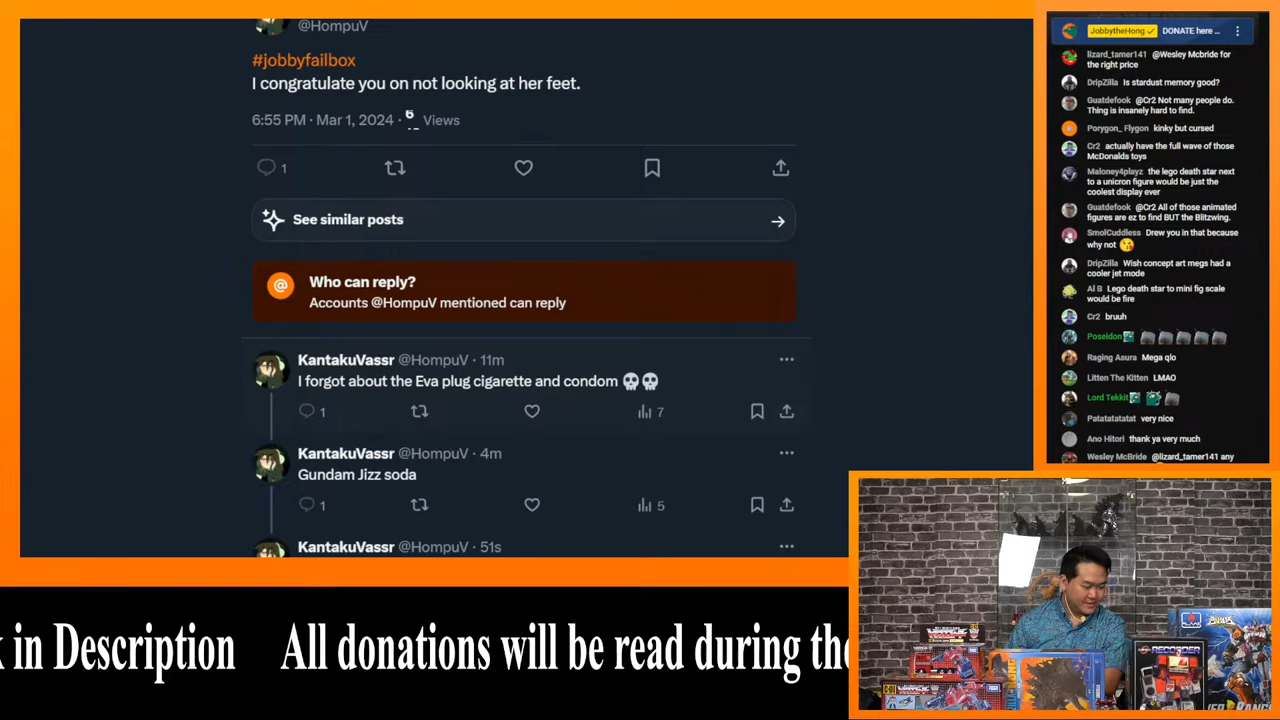 @HompuV
#jobbyfailbox
I congratulate you on not looking at her feet.
6:55 PM · Mar 1, 2024 · 6 Views
1
See similar posts
Who can reply?
Accounts @HompuV mentioned can reply
KantakuVassr @HompuV · 11m
I forgot about the Eva plug cigarette and condom 💀💀
1
7
KantakuVassr @HompuV · 4m
Gundam Jizz soda
1
5
KantakuVassr @HompuV · 51s
JobbytheHong DONATE here ...
lizard_tamer141 @Wesley Mcbride for
the right price
DripZilla Is stardust memory good?
Guatdefook @Cr2 Not many people do.
Thing is insanely hard to find.
Porygon_ Flygon kinky but cursed
Cr2 actually have the full wave of those
McDonalds toys
Maloney4playz the lego death star next
to a unicron figure would be just the
coolest display ever
Guatdefook @Cr2 All of those animated
figures are ez to find BUT the Blitzwing.
SmolCuddless Drew you in that because
why not 😘
DripZilla Wish concept art megs had a
cooler jet mode
Al B Lego death star to mini fig scale
would be fire
Cr2 bruuh
Poseidon
Raging Asura Mega qlo
Litten The Kitten LMAO
Lord Tekkit
Patatatatatat very nice
Ano Hitori thank ya very much
Wesley McBride @lizard_tamer141 any
RECORDER
k in Description All donations will be read during the